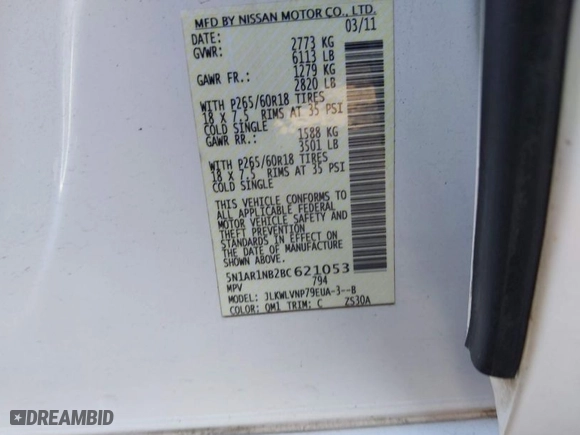 MFD BY NISSAN MOTOR CO., LTD.
DATE: 03/11
GVWR: 2773 KG
6113 LB
GAWR FR.: 1279 KG
2820 LB
WITH P265/60R18 TIRES
18 X 7.5 RIMS AT 35 PSI
COLD SINGLE
GAWR RR.: 1588 KG
3501 LB
WITH P265/60R18 TIRES
18 X 7.5 RIMS AT 35 PSI
COLD SINGLE
THIS VEHICLE CONFORMS TO
ALL APPLICABLE FEDERAL
MOTOR VEHICLE SAFETY AND
THEFT PREVENTION
STANDARDS IN EFFECT ON
THE DATE OF MANUFACTURE
5N1AR1NB2BC621053
MPV 794
MODEL: JLKWLVNP79EUA-3--B
COLOR: QM1 TRIM: C ZS30A
DREAMBID